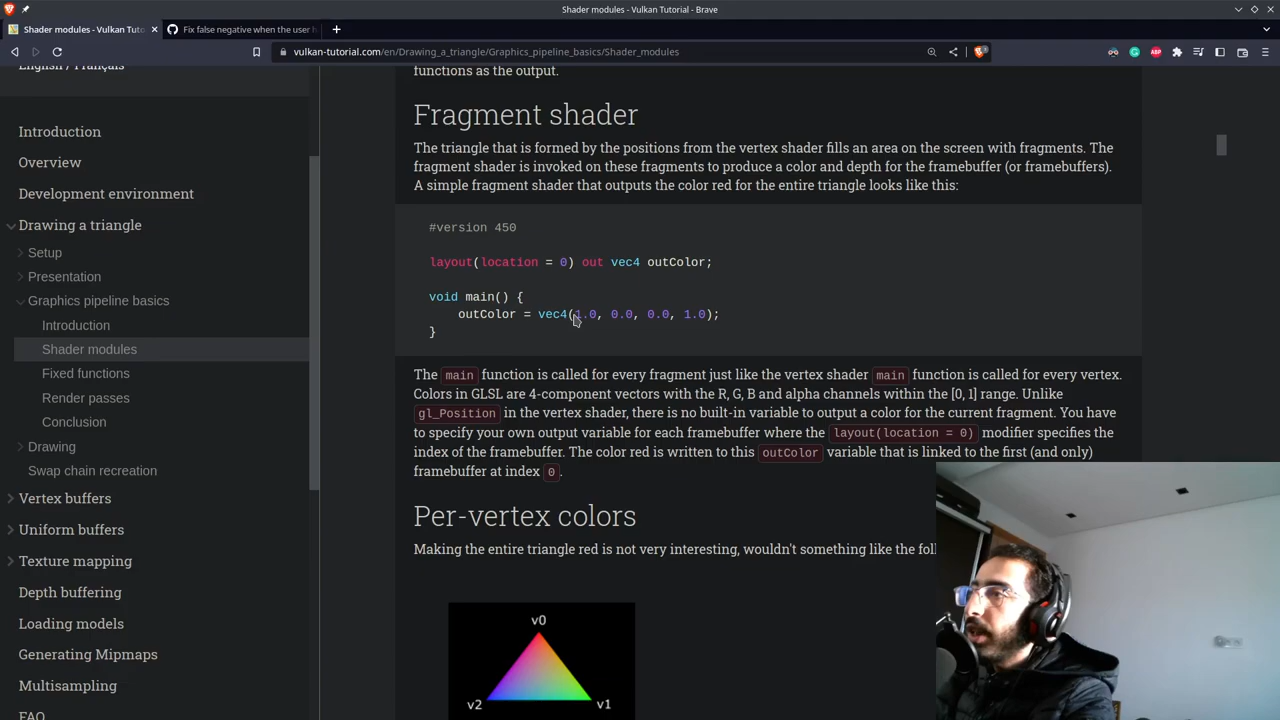 Shader modules - Vulkan Tutorial - Brave
Shader modules - Vulkan Tuto
Fix false negative when the user h
vulkan-tutorial.com/en/Drawing_a_triangle/Graphics_pipeline_basics/Shader_modules
English / Français
Introduction
Overview
Development environment
Drawing a triangle
Setup
Presentation
Graphics pipeline basics
Introduction
Shader modules
Fixed functions
Render passes
Conclusion
Drawing
Swap chain recreation
Vertex buffers
Uniform buffers
Texture mapping
Depth buffering
Loading models
Generating Mipmaps
Multisampling
FAQ
functions as the output.
Fragment shader
The triangle that is formed by the positions from the vertex shader fills an area on the screen with fragments. The
fragment shader is invoked on these fragments to produce a color and depth for the framebuffer (or framebuffers).
A simple fragment shader that outputs the color red for the entire triangle looks like this:
#version 450
layout(location = 0) out vec4 outColor;
void main() {
outColor = vec4(1.0, 0.0, 0.0, 1.0);
}
The main function is called for every fragment just like the vertex shader main function is called for every vertex.
Colors in GLSL are 4-component vectors with the R, G, B and alpha channels within the [0, 1] range. Unlike
gl_Position in the vertex shader, there is no built-in variable to output a color for the current fragment. You have
to specify your own output variable for each framebuffer where the layout(location = 0) modifier specifies the
index of the framebuffer. The color red is written to this outColor variable that is linked to the first (and only)
framebuffer at index 0.
Per-vertex colors
Making the entire triangle red is not very interesting, wouldn't something like the fol
v0
v2 v1